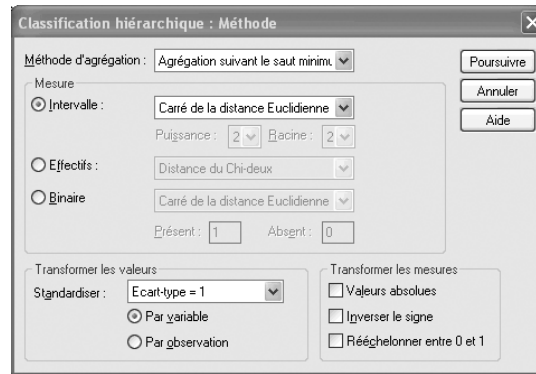 Classification hiérarchique : Méthode
Méthode d'agrégation : Agrégation suivant le saut minimu
Poursuivre
Annuler
Aide
Mesure
Intervalle : Carré de la distance Euclidienne
Puissance : 2 Racine : 2
Effectifs : Distance du Chi-deux
Binaire Carré de la distance Euclidienne
Présent : 1 Absent : 0
Transformer les valeurs
Standardiser : Ecart-type = 1
Par variable
Par observation
Transformer les mesures
Valeurs absolues
Inverser le signe
Rééchelonner entre 0 et 1